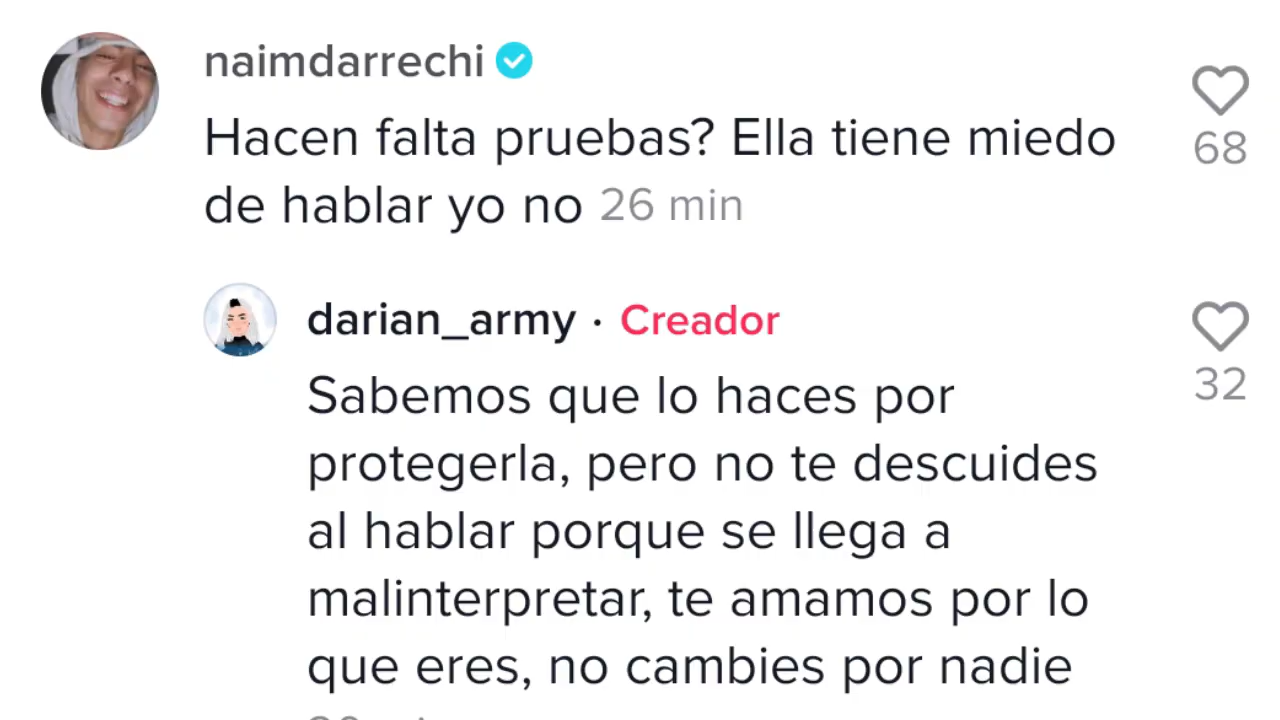 naimdarrechi
Hacen falta pruebas? Ella tiene miedo
de hablar yo no 26 min
68
darian_army · Creador
Sabemos que lo haces por
protegerla, pero no te descuides
al hablar porque se llega a
malinterpretar, te amamos por lo
que eres, no cambies por nadie
32